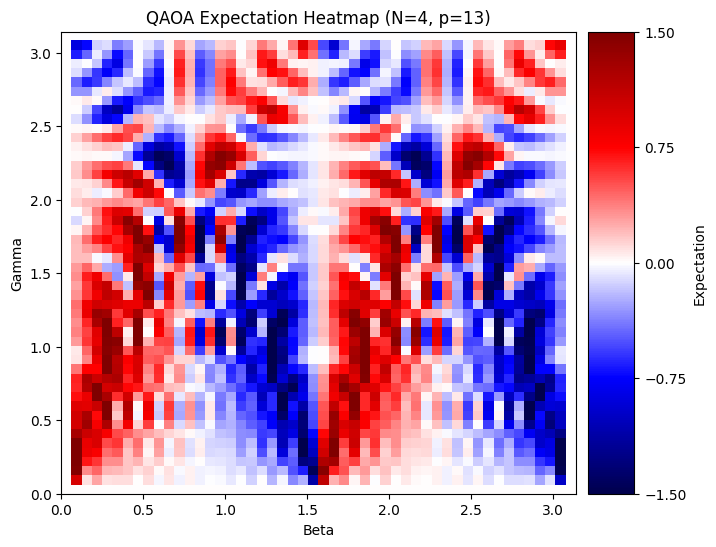 QAOA Expectation Heatmap (N=4, p=13)
3.0
2.5
2.0
1.5
1.0
0.5
0.0
Gamma
0.0 0.5 1.0 1.5 2.0 2.5 3.0
Beta
1.50
0.75
0.00
−0.75
−1.50
Expectation